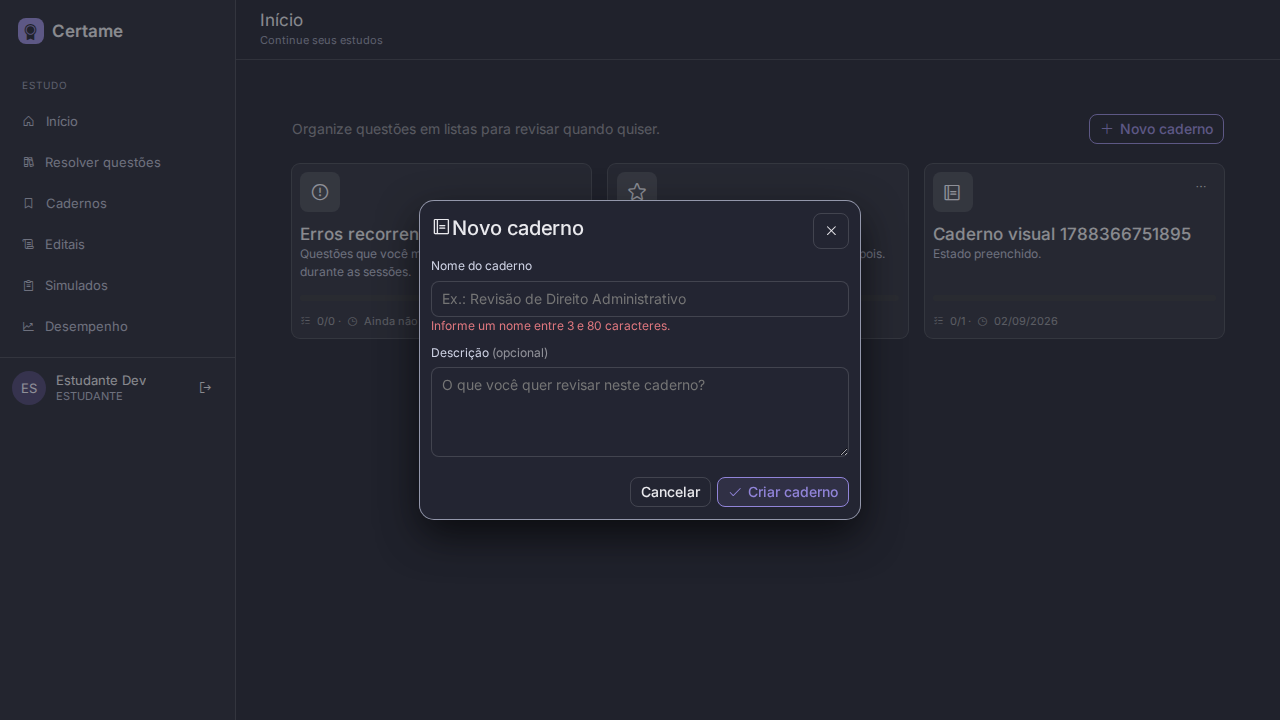 Certame
ESTUDO
Início
Resolver questões
Cadernos
Editais
Simulados
Desempenho
ES
Estudante Dev
ESTUDANTE
Início
Continue seus estudos
Organize questões em listas para revisar quando quiser.
Novo caderno
Erros recorren
Questões que você m
durante as sessões.
0/0 ·
Ainda não
Caderno visual 1788366751895
Estado preenchido.
0/1 ·
02/09/2026
Novo caderno
Nome do caderno
Ex.: Revisão de Direito Administrativo
Informe um nome entre 3 e 80 caracteres.
Descrição (opcional)
O que você quer revisar neste caderno?
Cancelar
Criar caderno